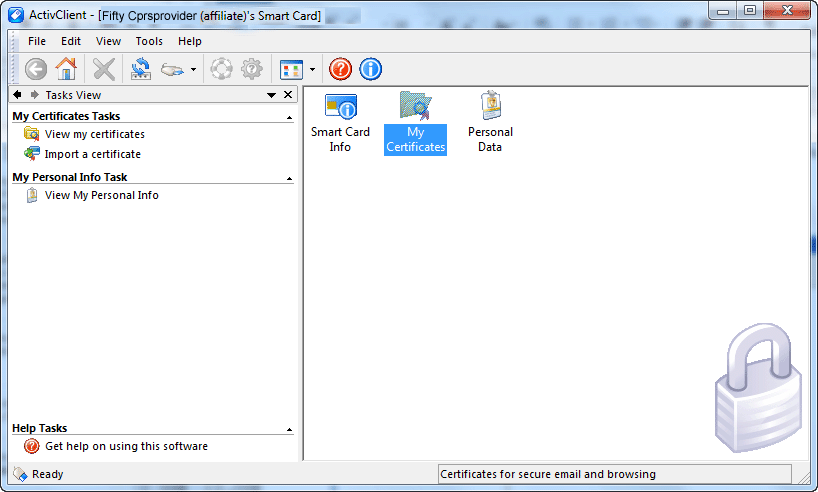 ActivClient - [Fifty Cprsprovider (affiliate)'s Smart Card]
File Edit View Tools Help
Tasks View
My Certificates Tasks
View my certificates
Import a certificate
My Personal Info Task
View My Personal Info
Smart Card
Info
My
Certificates
Personal
Data
Help Tasks
Get help on using this software
Ready
Certificates for secure email and browsing